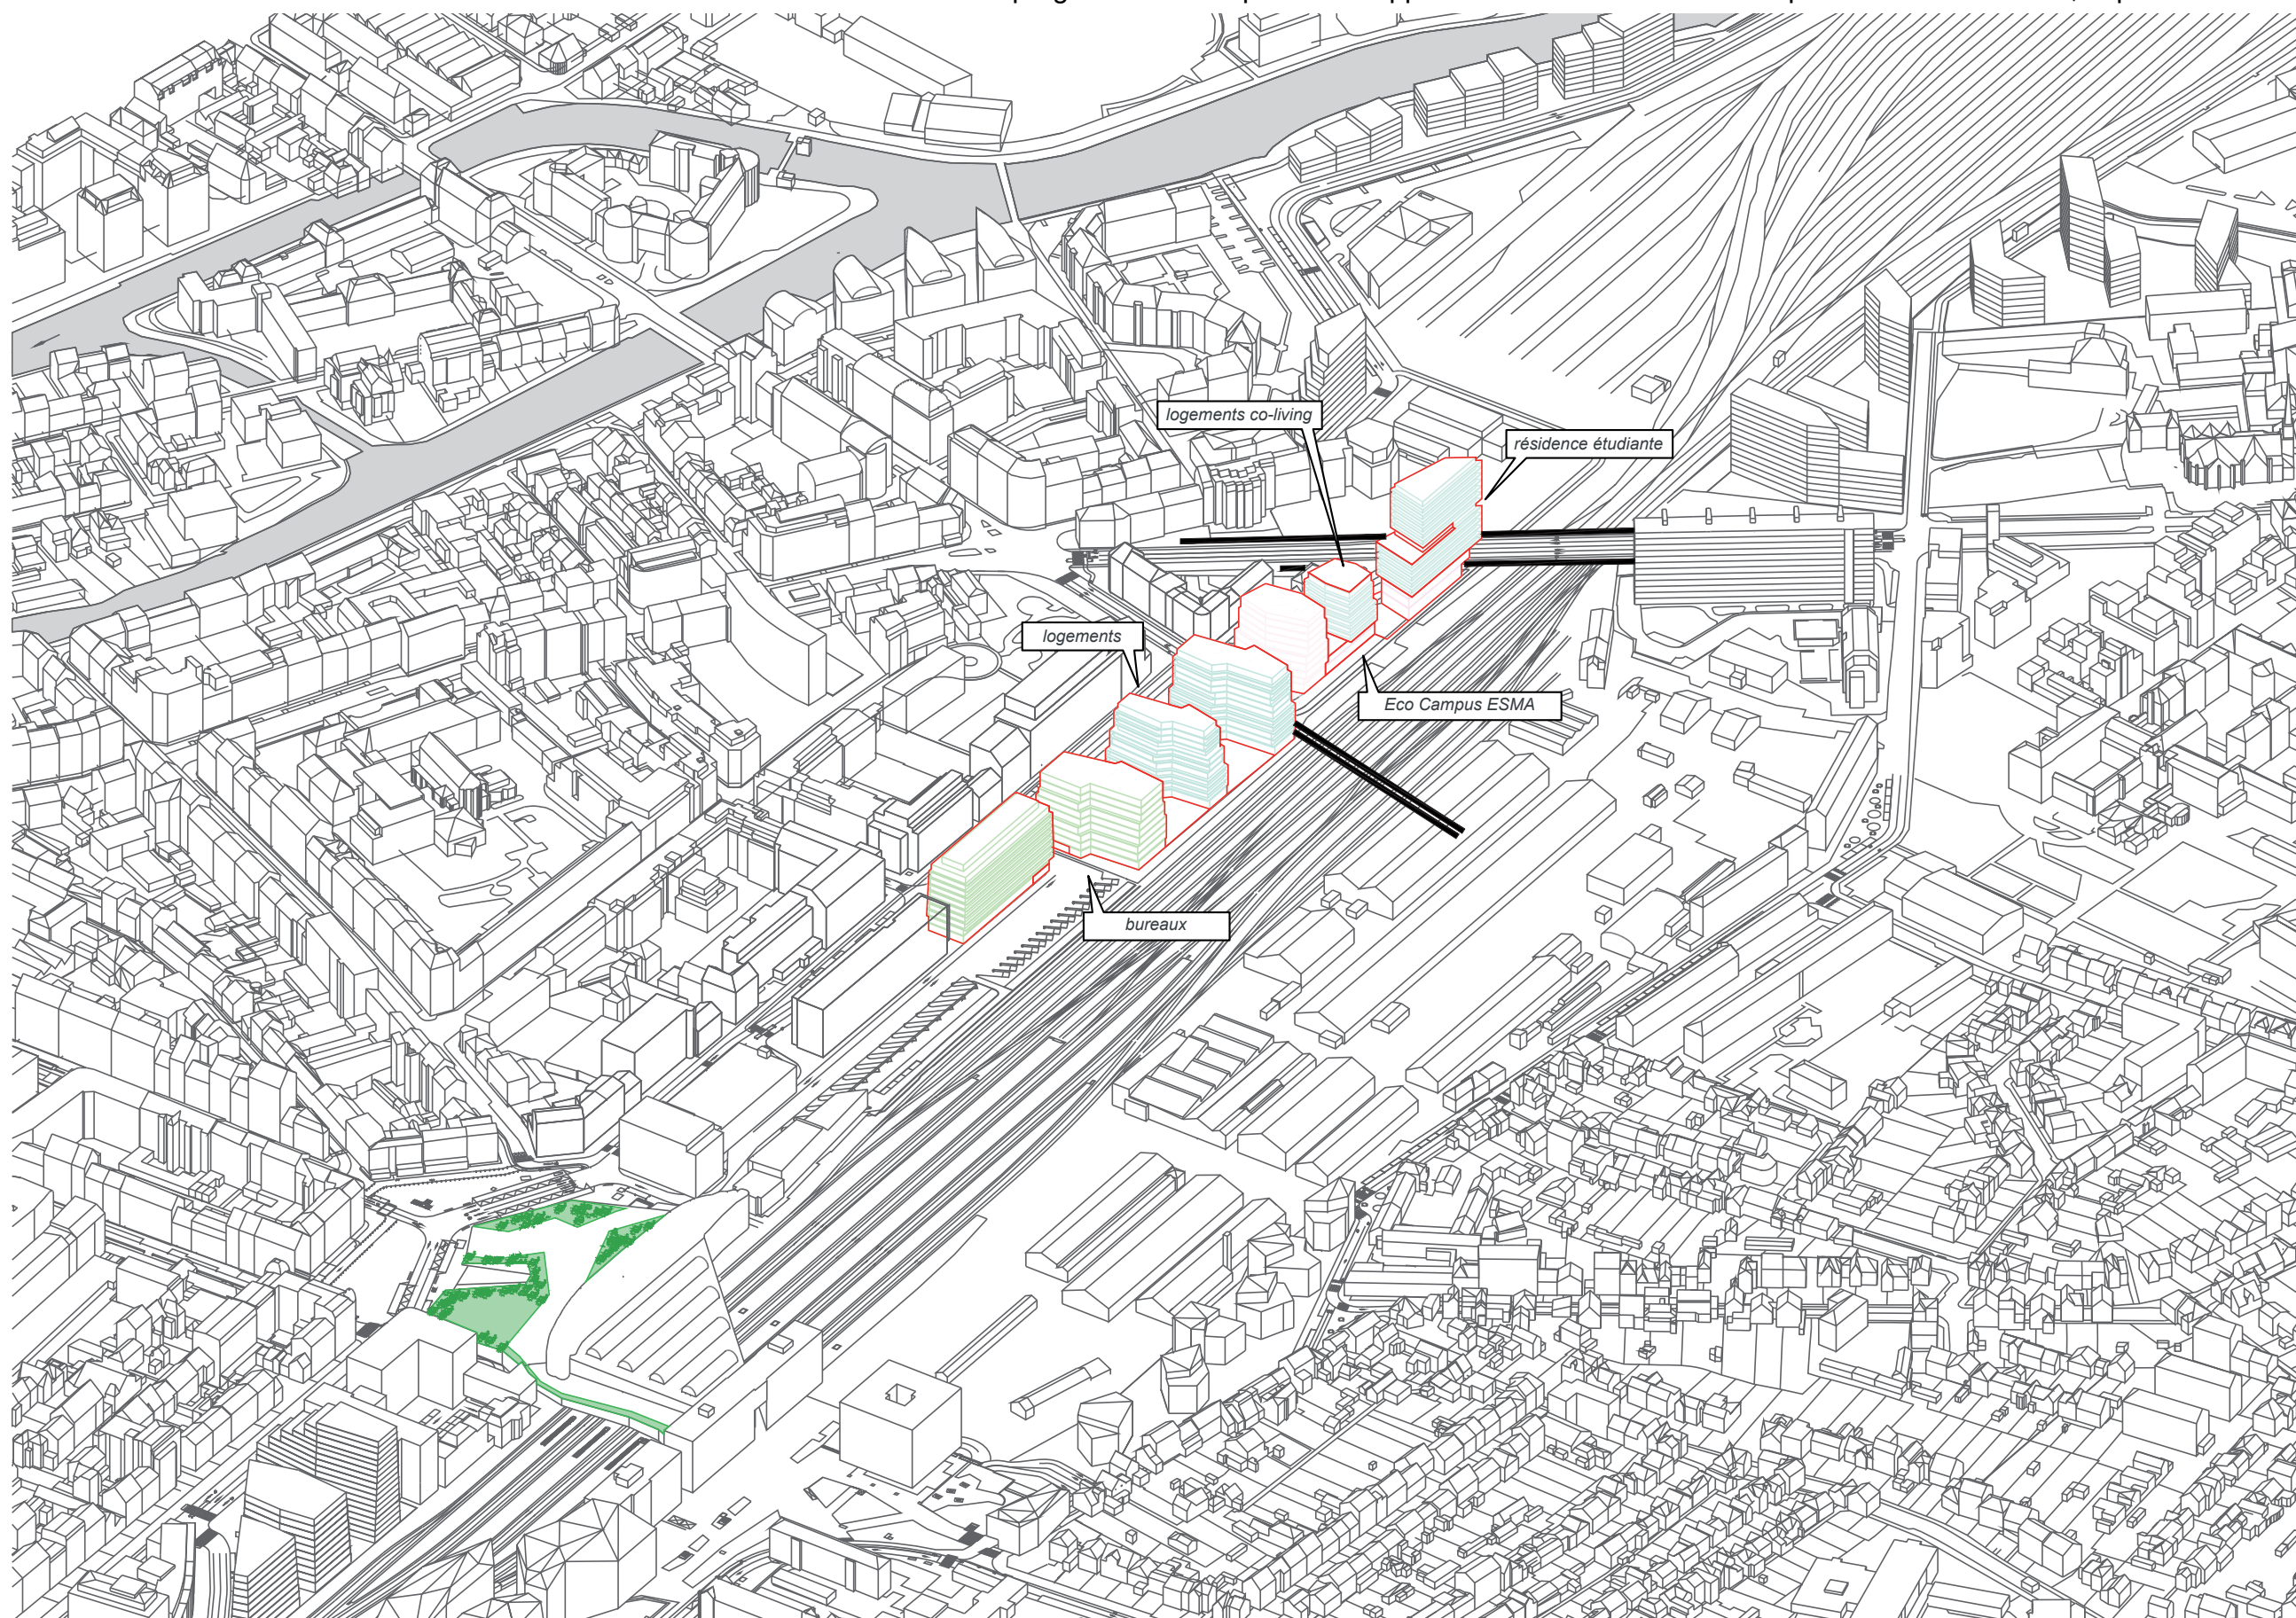 logements co-living
résidence étudiante
logements
Eco Campus ESMA
bureaux